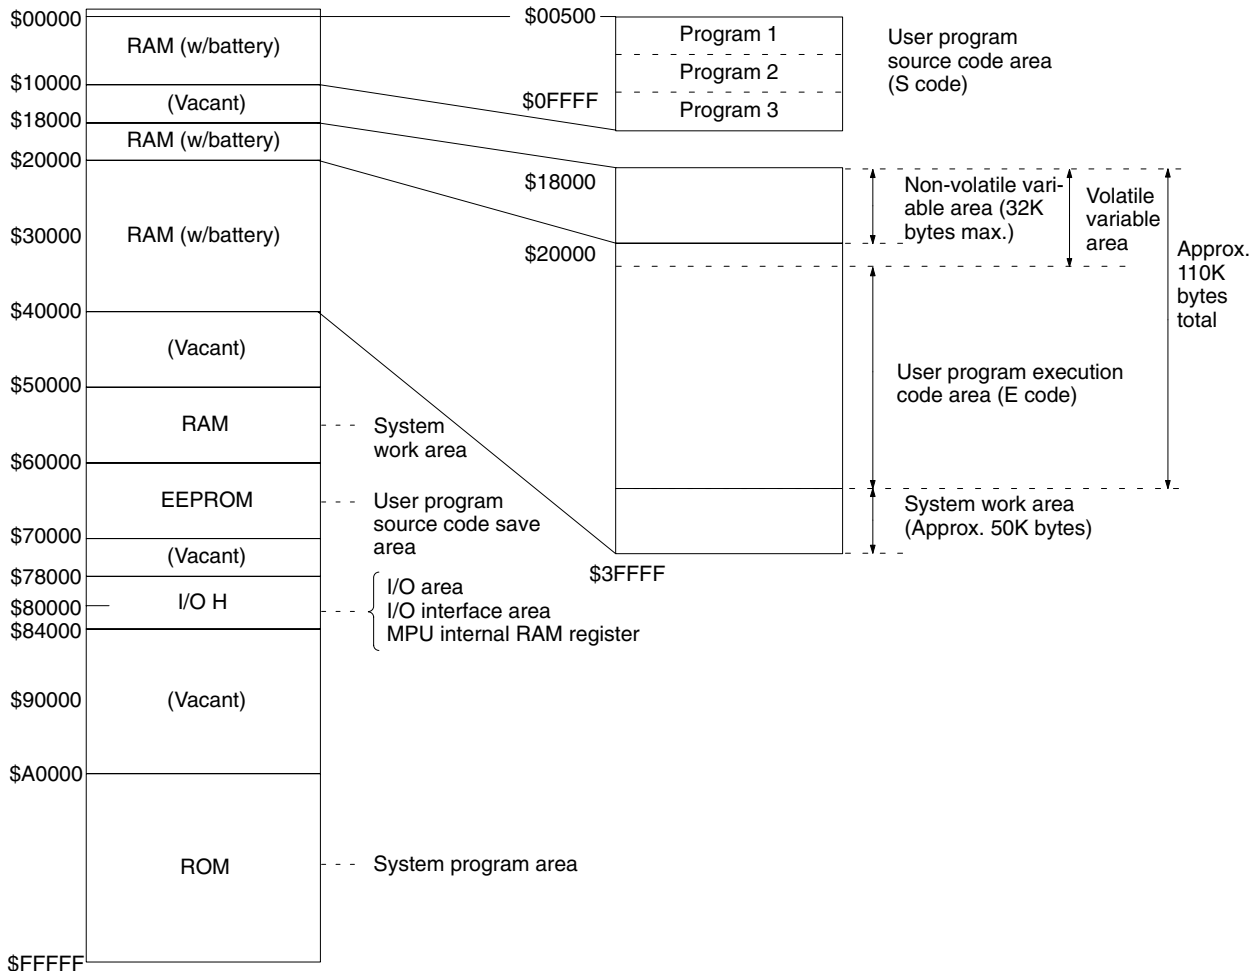 $00000
RAM (w/battery)
$10000
(Vacant)
$18000
RAM (w/battery)
$20000
$30000
RAM (w/battery)
$40000
(Vacant)
$50000
RAM
System
work area
$60000
EEPROM
User program
source code save
area
$70000
(Vacant)
$78000
$80000
I/O H
I/O area
I/O interface area
MPU internal RAM register
$84000
$90000
(Vacant)
$A0000
ROM
System program area
$FFFFF
$00500
Program 1
Program 2
$0FFFF
Program 3
User program
source code area
(S code)
$18000
$20000
Non-volatile vari-
able area (32K
bytes max.)
Volatile
variable
area
Approx.
110K
bytes
total
User program execution
code area (E code)
System work area
(Approx. 50K bytes)
$3FFFF